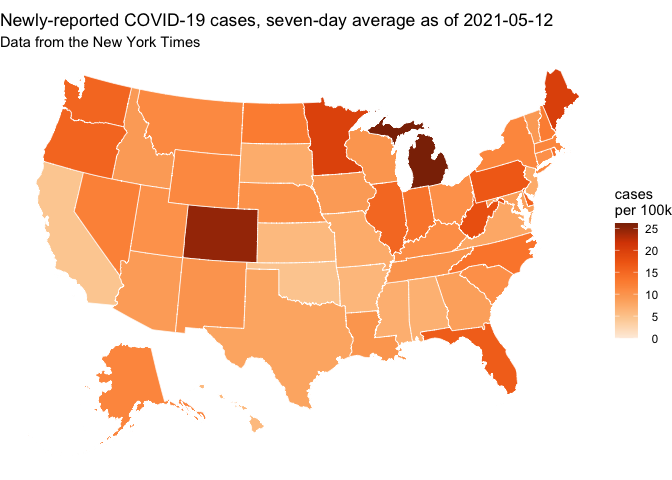 Newly-reported COVID-19 cases, seven-day average as of 2021-05-12
Data from the New York Times
cases
per 100k
25
20
15
10
5
0